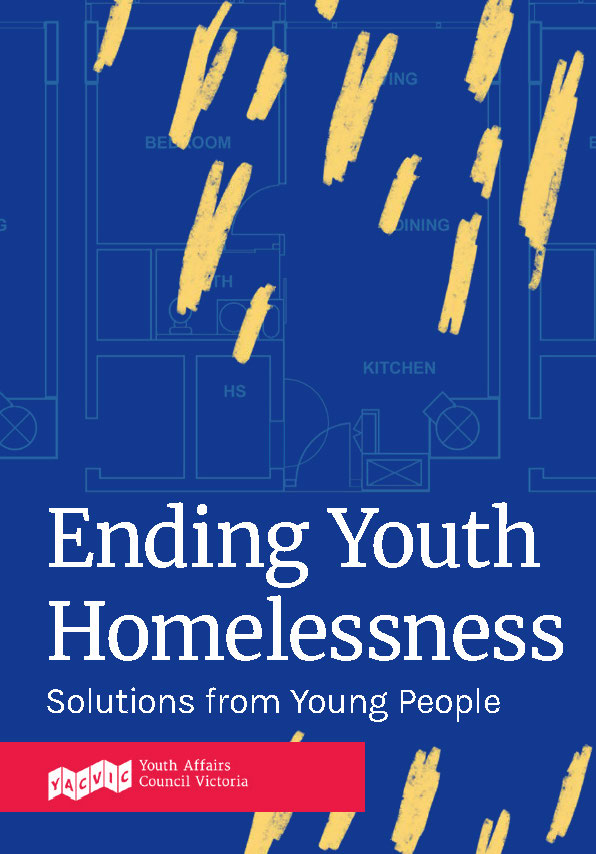 BEDROOM
DINING
KITCHEN
HS
Ending Youth
Homelessness
Solutions from Young People
YACVIC
Youth Affairs
Council Victoria